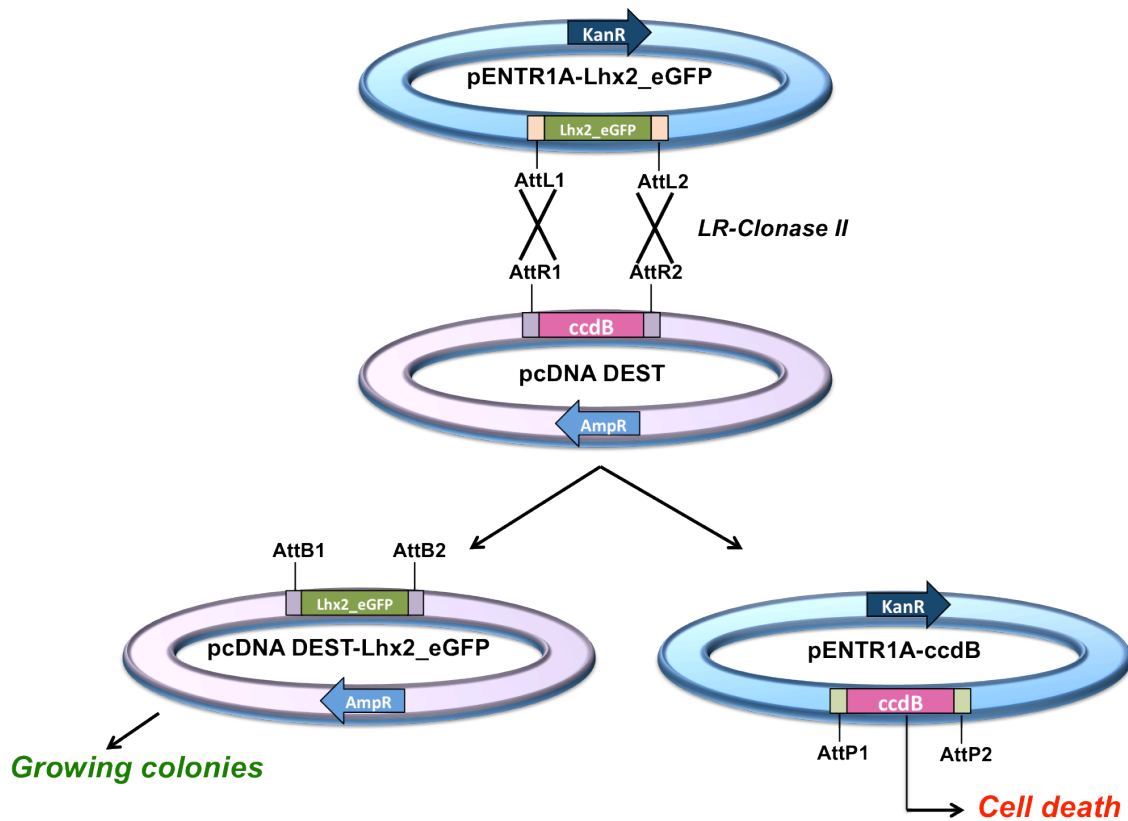 KanR
pENTR1A-Lhx2_eGFP
Lhx2_eGFP
AttL1 AttL2
LR-Clonase II
AttR1 AttR2
ccdB
pcDNA DEST
AmpR
AttB1 AttB2
Lhx2_eGFP
pcDNA DEST-Lhx2_eGFP
AmpR
Growing colonies
KanR
pENTR1A-ccdB
ccdB
AttP1 AttP2
Cell death